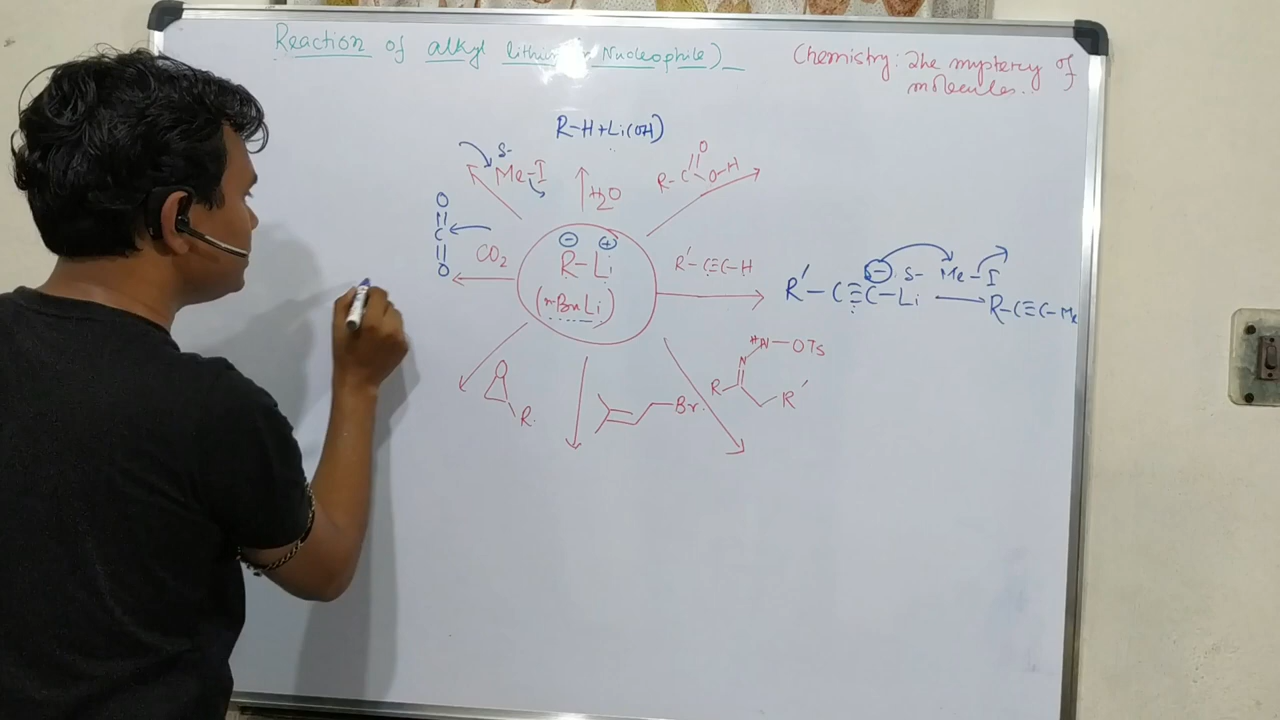 Reaction of alkyl lithium Nucleophile)
Chemistry: The mystery of
molecules..
R-H+Li(OH)
S-
Me-I
H2O
R-C
O
O-H
O
C
O
CO2
⊖ ⊕
R-Li
(n-BuLi)
R'-C≡C-H
R'-C≡C-Li
⊖ S- Me-I
R-C≡C-Me
HN-OTs
N
R
R'
O
R.
Br.